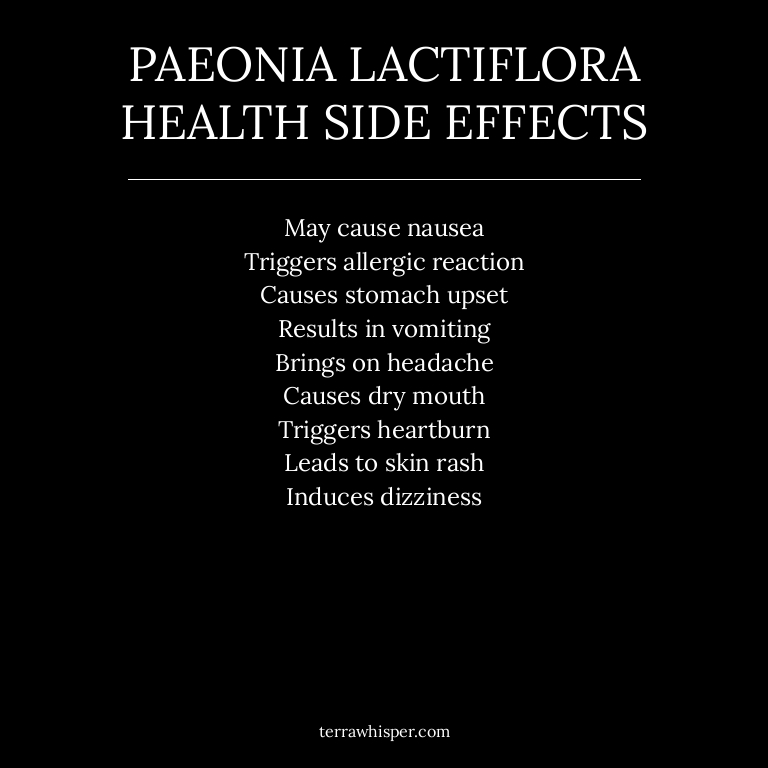 PAEONIA LACTIFLORA
HEALTH SIDE EFFECTS
May cause nausea
Triggers allergic reaction
Causes stomach upset
Results in vomiting
Brings on headache
Causes dry mouth
Triggers heartburn
Leads to skin rash
Induces dizziness
terrawhisper.com